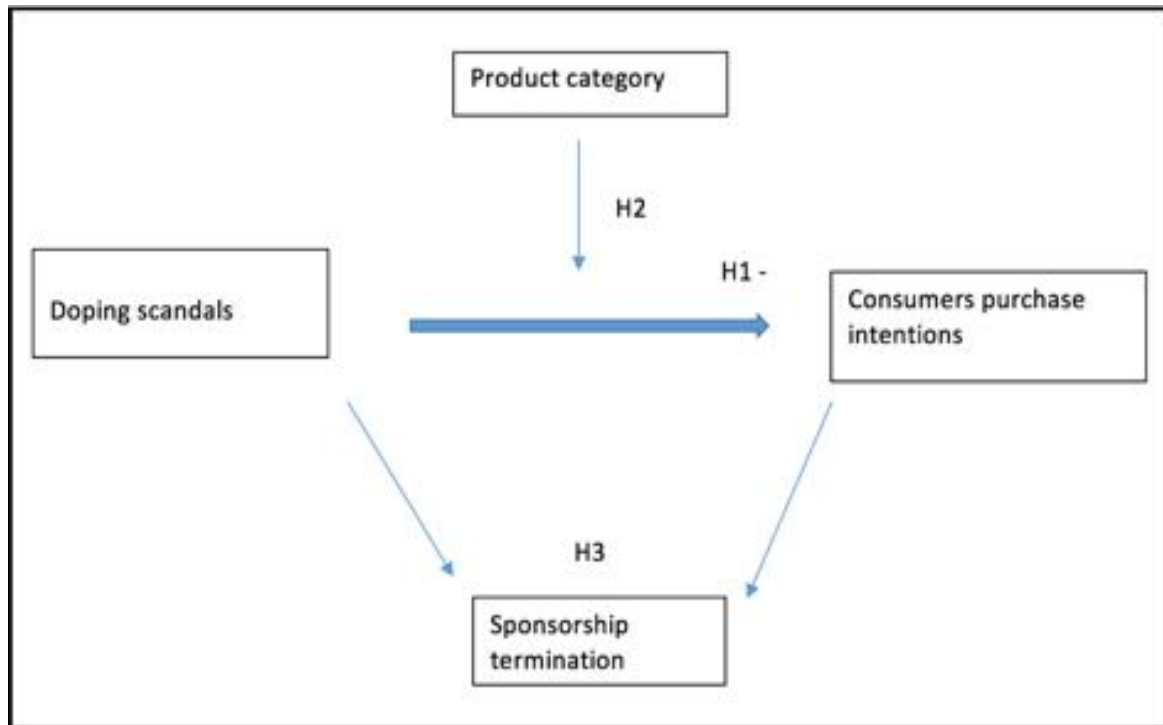 Product category
H2
H1 -
Doping scandals
Consumers purchase
intentions
H3
Sponsorship
termination